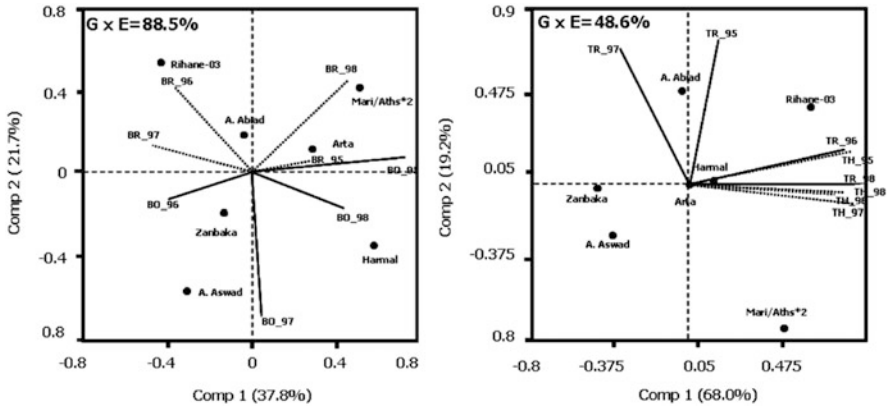 G x E=88.5%
0.8
0.4
0
-0.4
0.8
-0.8
-0.4
0
0.4
0.8
Comp 2 ( 21.7%)
Comp 1 (37.8%)
Rihane-03
BR_96
BR_98
Mari/Aths*2
A. Abiad
BR_97
Arta
BR_95
BO_96
BO_98
Zanbaka
Harmal
A. Aswad
BO_97
G x E=48.6%
0.9
0.475
0.05
-0.375
0.8
-0.8
-0.375
0.05
0.475
Comp 2 (19.2%)
Comp 1 (68.0%)
TR_97
TR_95
A. Abiad
Rihane-03
TR_96
TH_95
Harmal
TR_98
TH_98
Zanbaka
Arta
TH_97
A. Aswad
Mari/Aths*2